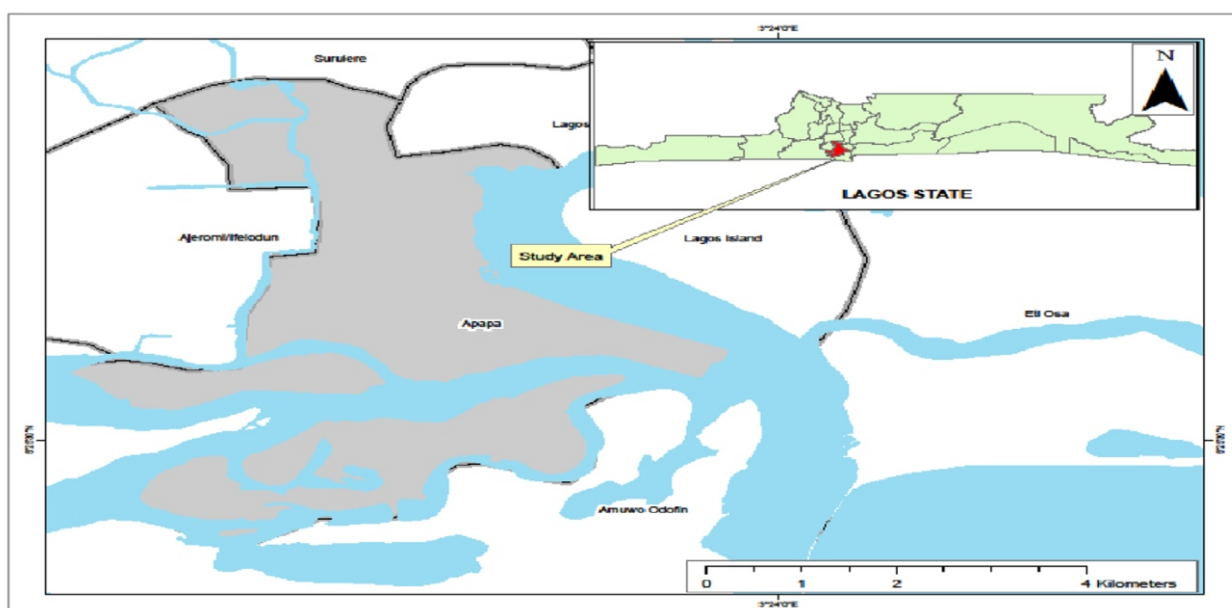 3°24'0"E
Surulere
N
Lagos
LAGOS STATE
Ajeromi/Ifelodun
Lagos Island
Study Area
Eti Osa
Apapa
Amuwo Odofin
0 1 2 4 Kilometers
3°24'0"E